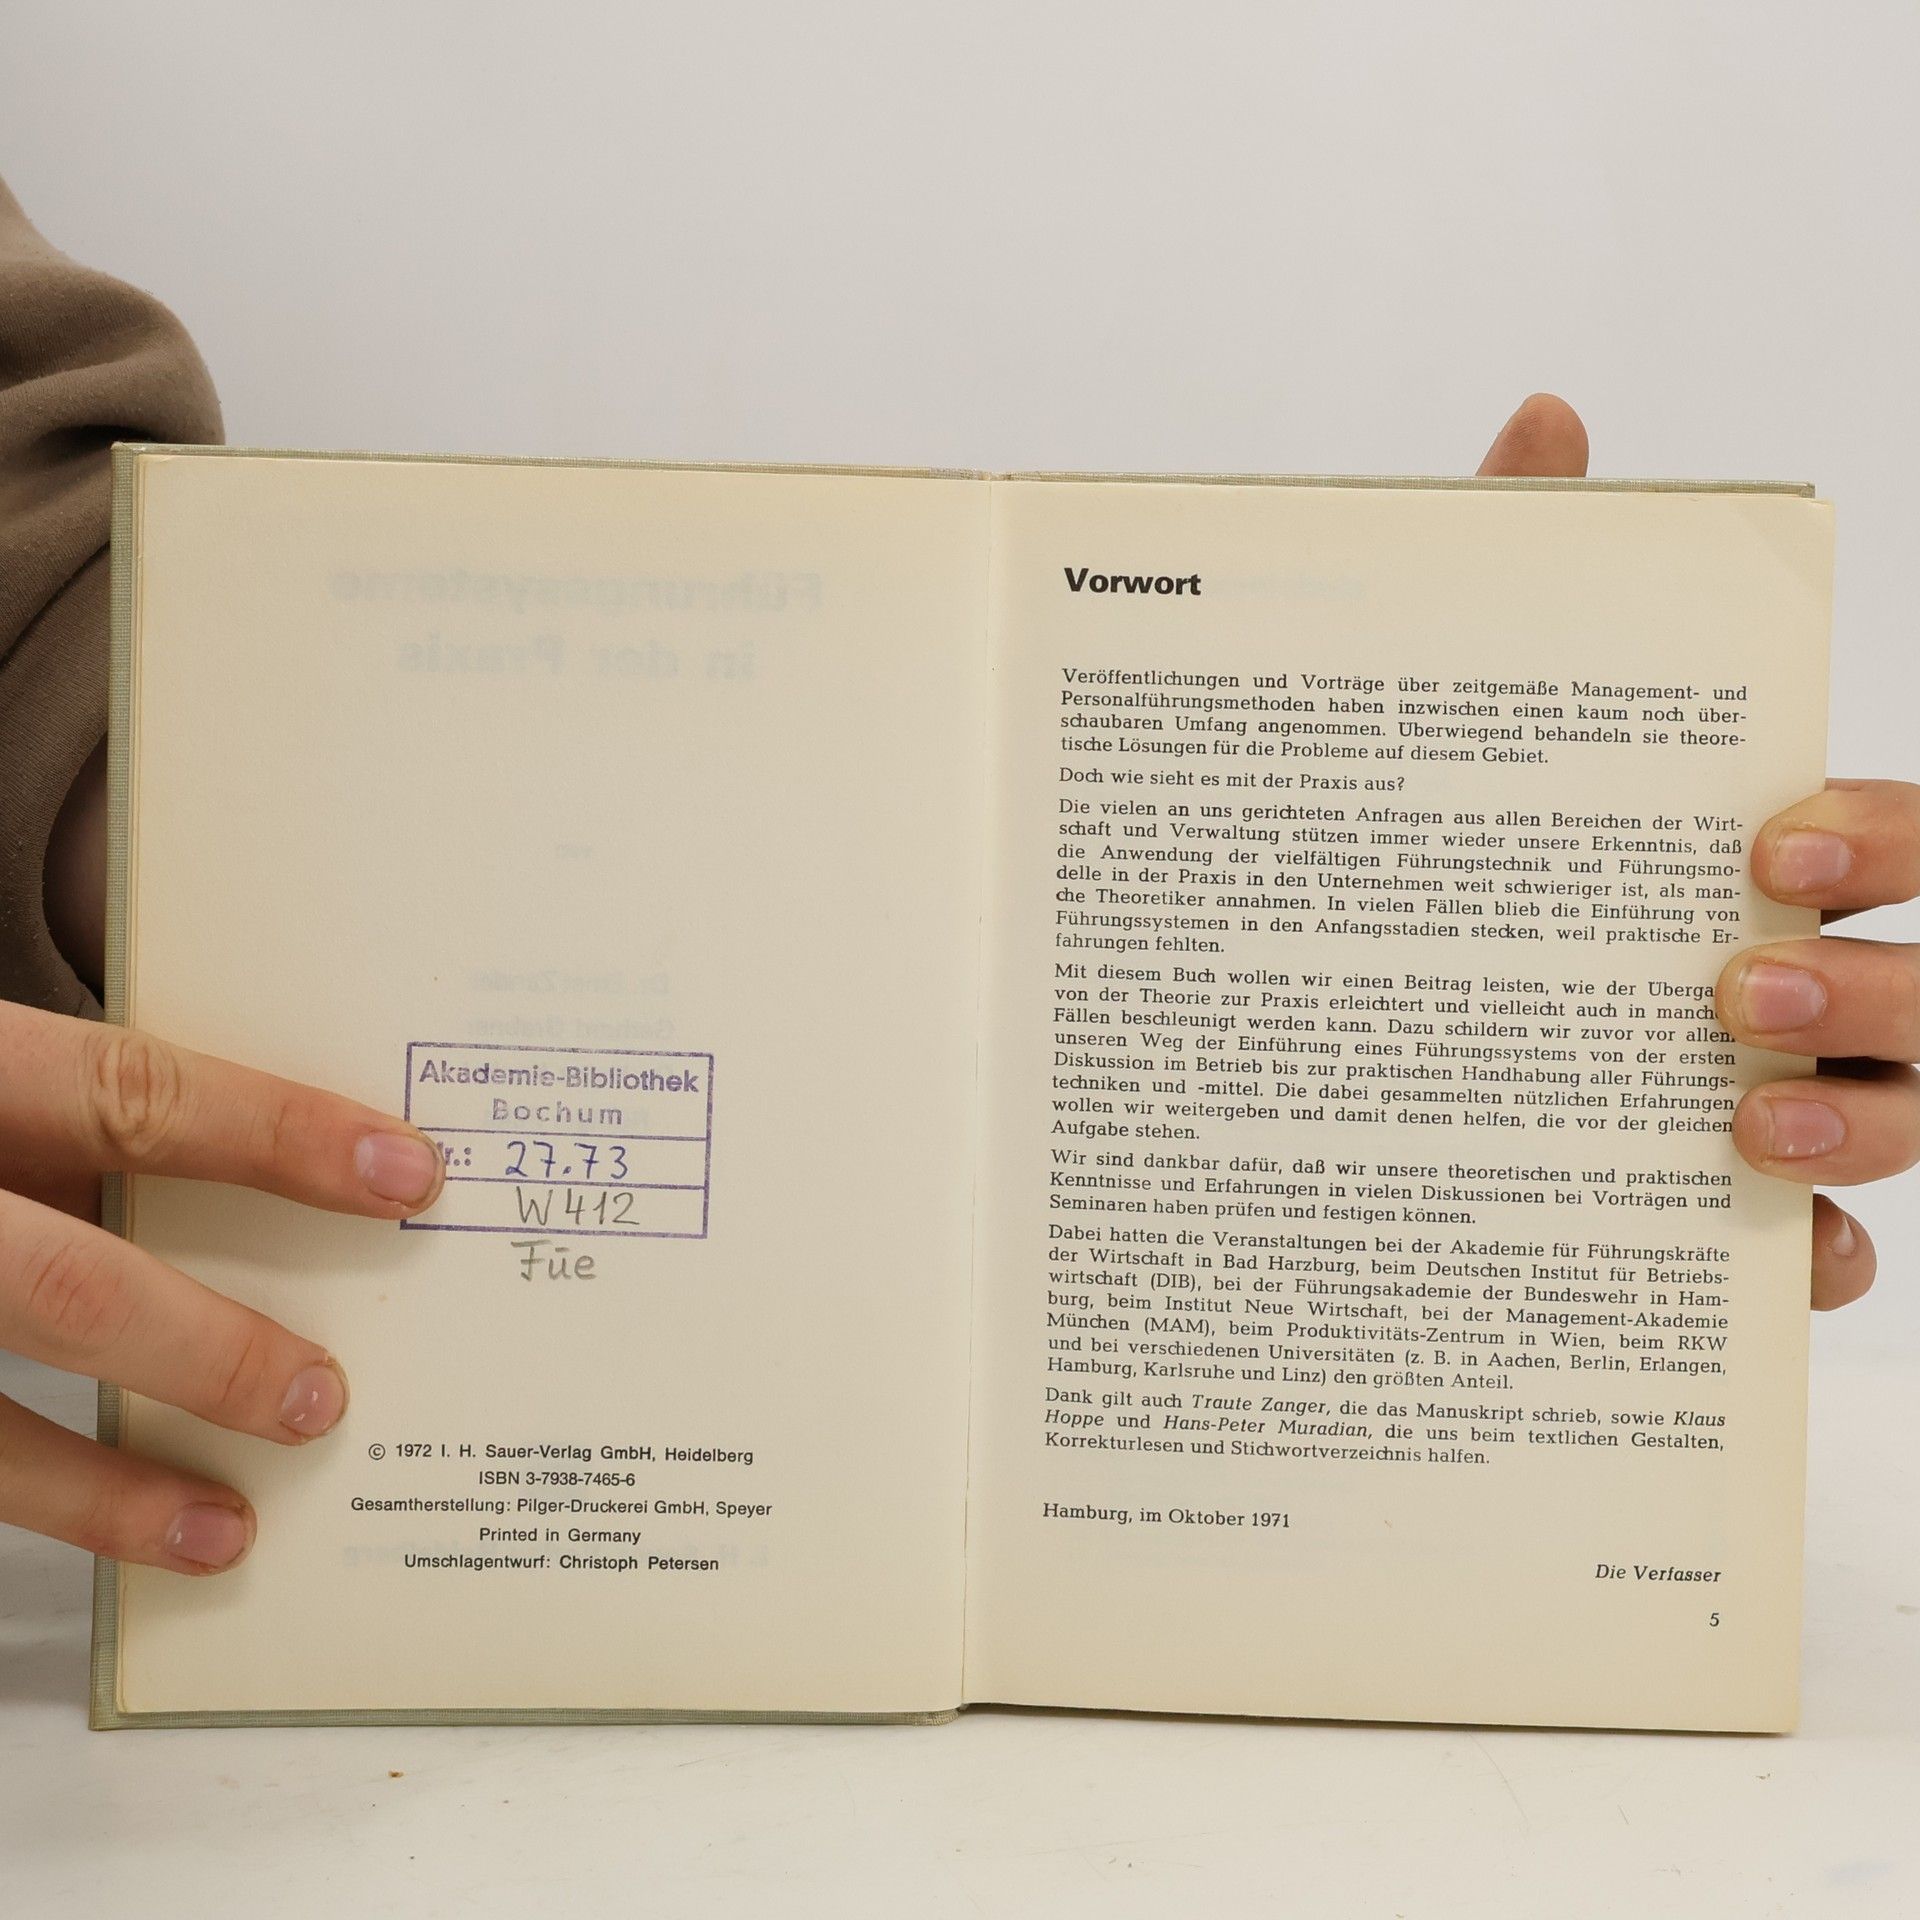 Akademie-Bibliothek
Bochum
r.: 27.73
W 412
Füe
© 1972 I. H. Sauer-Verlag GmbH, Heidelberg
ISBN 3-7938-7465-6
Gesamtherstellung: Pilger-Druckerei GmbH, Speyer
Printed in Germany
Umschlagentwurf: Christoph Petersen
Vorwort
Veröffentlichungen und Vorträge über zeitgemäße Management- und
Personalführungsmethoden haben inzwischen einen kaum noch über-
schaubaren Umfang angenommen. Überwiegend behandeln sie theore-
tische Lösungen für die Probleme auf diesem Gebiet.
Doch wie sieht es mit der Praxis aus?
Die vielen an uns gerichteten Anfragen aus allen Bereichen der Wirt-
schaft und Verwaltung stützen immer wieder unsere Erkenntnis, daß
die Anwendung der vielfältigen Führungstechnik und Führungsmo-
delle in der Praxis in den Unternehmen weit schwieriger ist, als man-
che Theoretiker annahmen. In vielen Fällen blieb die Einführung von
Führungssystemen in den Anfangsstadien stecken, weil praktische Er-
fahrungen fehlten.
Mit diesem Buch wollen wir einen Beitrag leisten, wie der Überga
von der Theorie zur Praxis erleichtert und vielleicht auch in manch
Fällen beschleunigt werden kann. Dazu schildern wir zuvor vor allem
unseren Weg der Einführung eines Führungssystems von der ersten
Diskussion im Betrieb bis zur praktischen Handhabung aller Führungs-
techniken und -mittel. Die dabei gesammelten nützlichen Erfahrungen
wollen wir weitergeben und damit denen helfen, die vor der gleichen
Aufgabe stehen.
Wir sind dankbar dafür, daß wir unsere theoretischen und praktischen
Kenntnisse und Erfahrungen in vielen Diskussionen bei Vorträgen und
Seminaren haben prüfen und festigen können.
Dabei hatten die Veranstaltungen bei der Akademie für Führungskräfte
der Wirtschaft in Bad Harzburg, beim Deutschen Institut für Betriebs-
wirtschaft (DIB), bei der Führungsakademie der Bundeswehr in Ham-
burg, beim Institut Neue Wirtschaft, bei der Management-Akademie
München (MAM), beim Produktivitäts-Zentrum in Wien, beim RKW
und bei verschiedenen Universitäten (z. B. in Aachen, Berlin, Erlangen,
Hamburg, Karlsruhe und Linz) den größten Anteil.
Dank gilt auch Traute Zanger, die das Manuskript schrieb, sowie Klaus
Hoppe und Hans-Peter Muradian, die uns beim textlichen Gestalten,
Korrekturlesen und Stichwortverzeichnis halfen.
Hamburg, im Oktober 1971
Die Verfasser
5